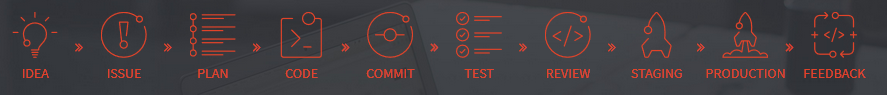 IDEA ISSUE PLAN CODE COMMIT TEST REVIEW STAGING PRODUCTION FEEDBACK